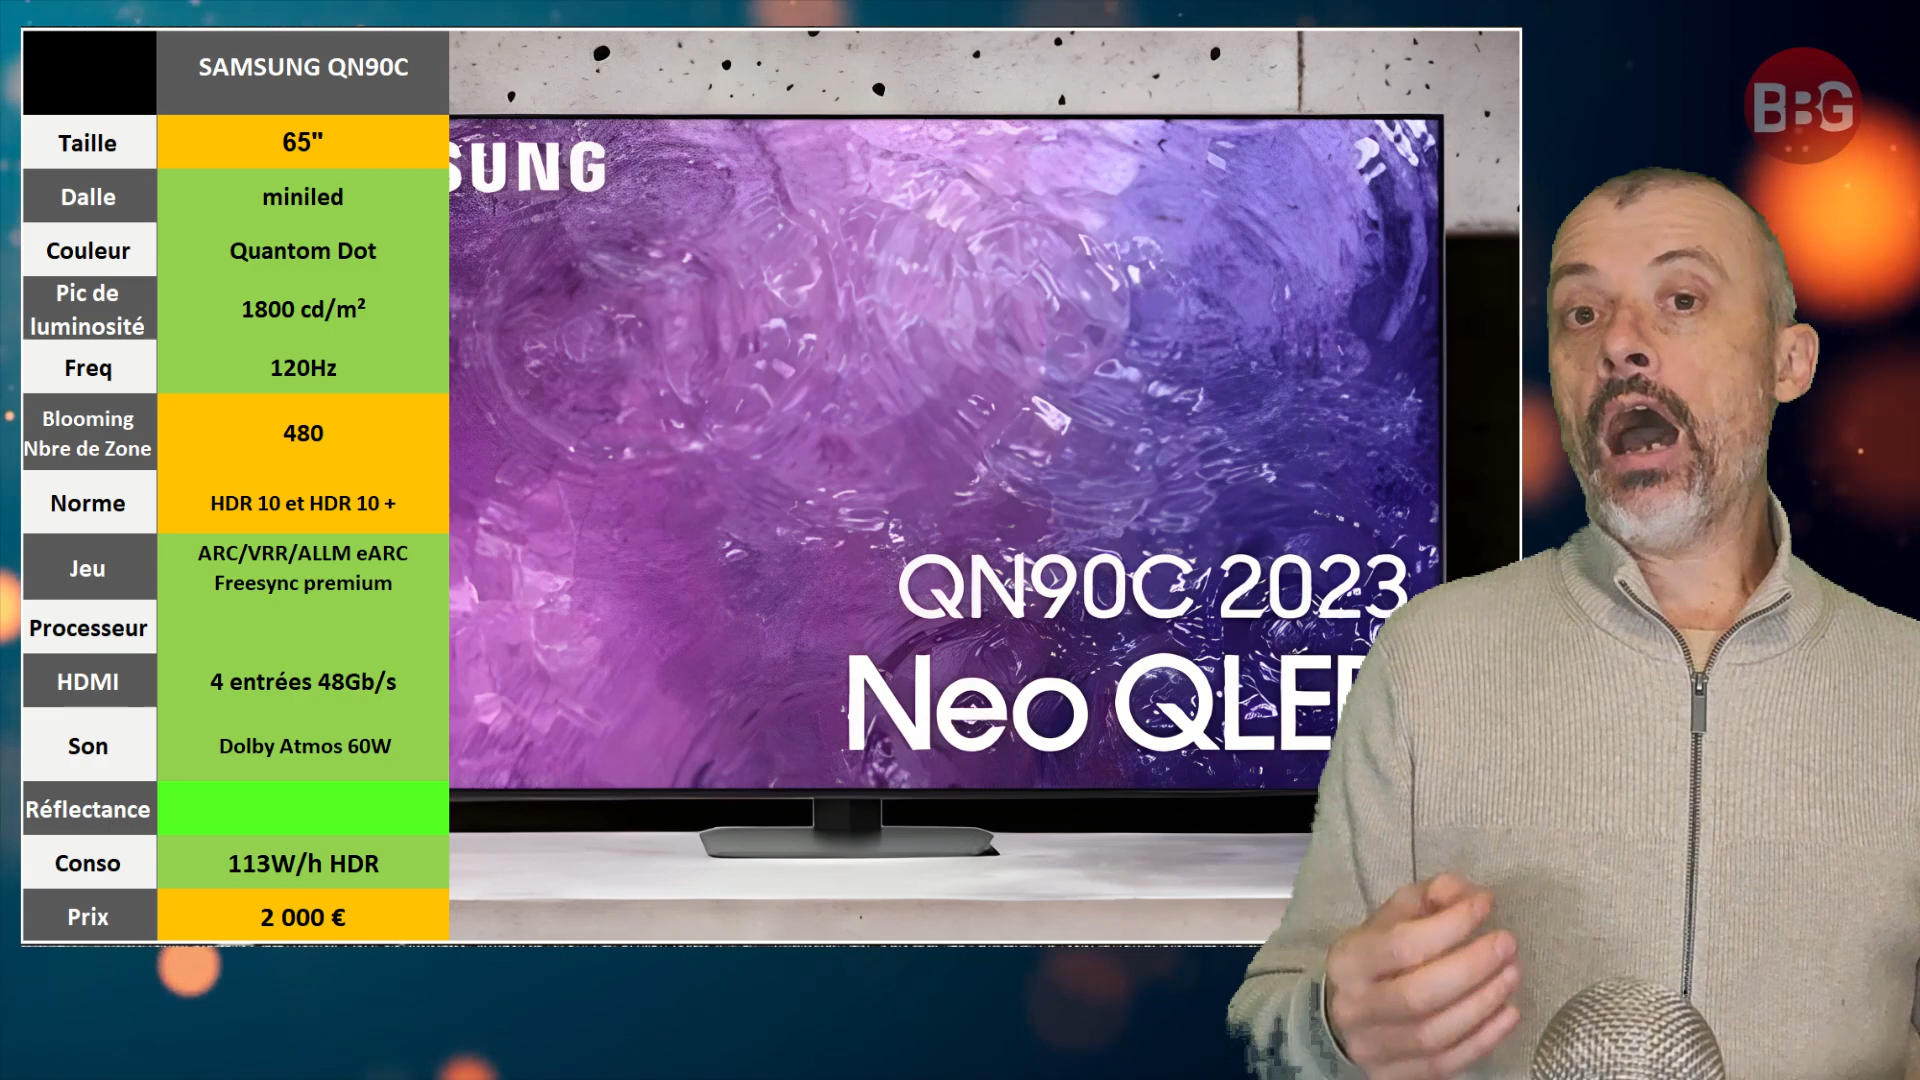 SAMSUNG QN90C
Taille 65"
Dalle miniled
Couleur Quantom Dot
Pic de
luminosité 1800 cd/m²
Freq 120Hz
Blooming
Nbre de Zone 480
Norme HDR 10 et HDR 10 +
Jeu ARC/VRR/ALLM eARC
Freesync premium
Processeur
HDMI 4 entrées 48Gb/s
Son Dolby Atmos 60W
Réflectance
Conso 113W/h HDR
Prix 2 000 €
SUNG
QN90C 2023
Neo QLE
BBG